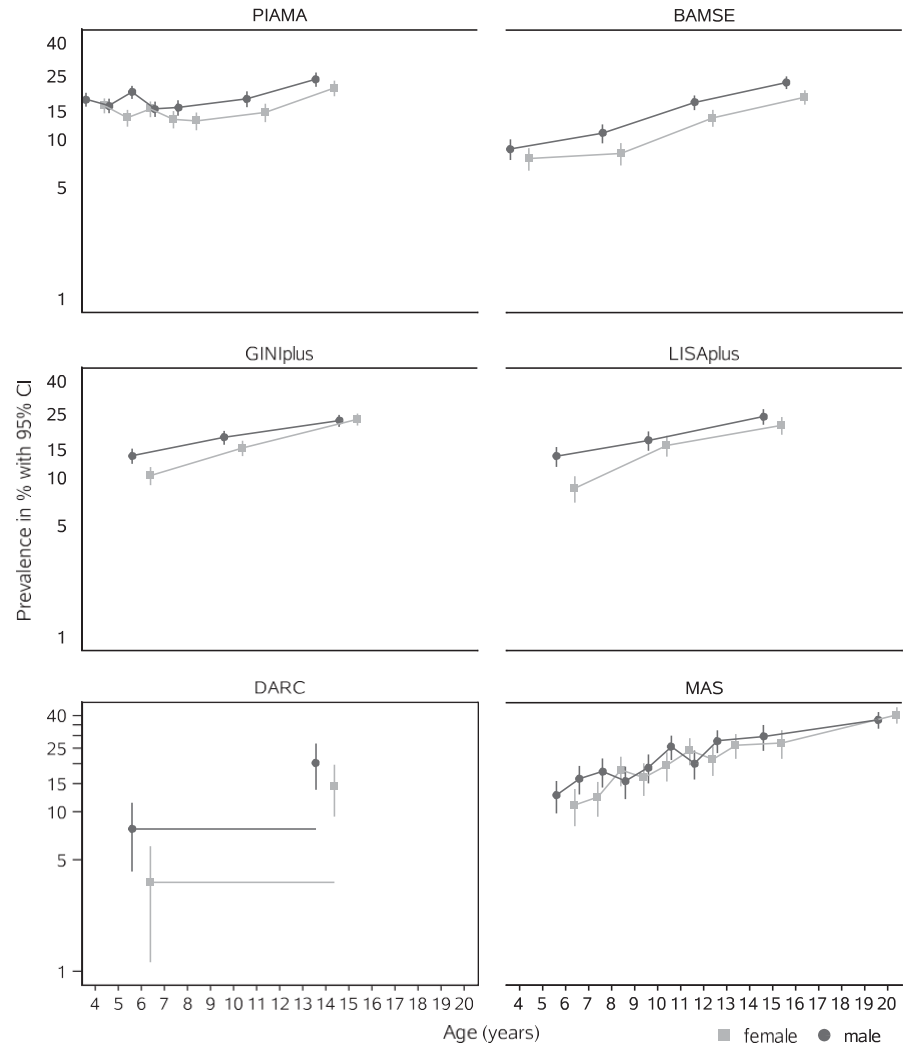 PIAMA
BAMSE
40
25
15
10
5
1
GINIplus
LISAplus
40
25
15
10
5
1
Prevalence in % with 95% CI
DARC
MAS
40
25
15
10
5
1
4 5 6 7 8 9 10 11 12 13 14 15 16 17 18 19 20
4 5 6 7 8 9 10 11 12 13 14 15 16 17 18 19 20
Age (years)
female male